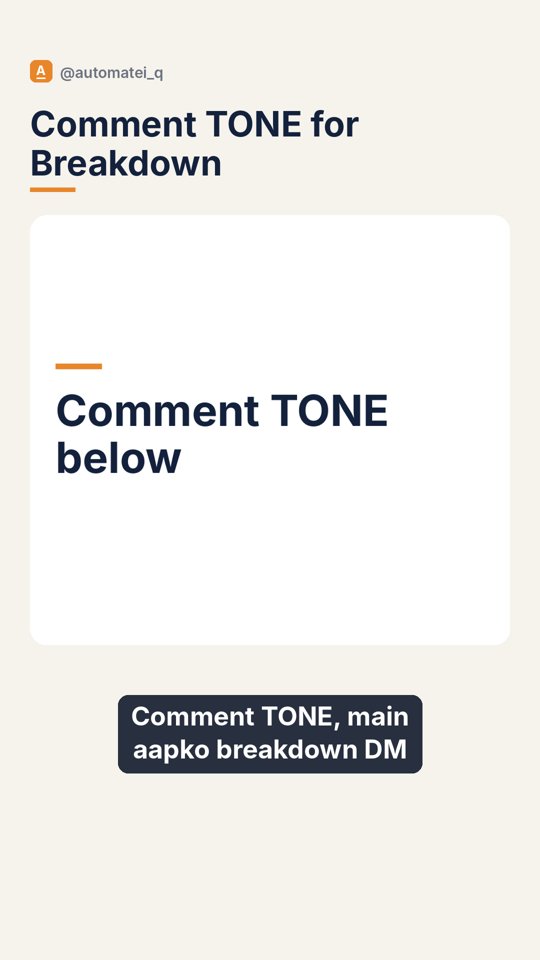 A
@automatei_q
Comment TONE for
Breakdown
Comment TONE
below
Comment TONE, main
aapko breakdown DM